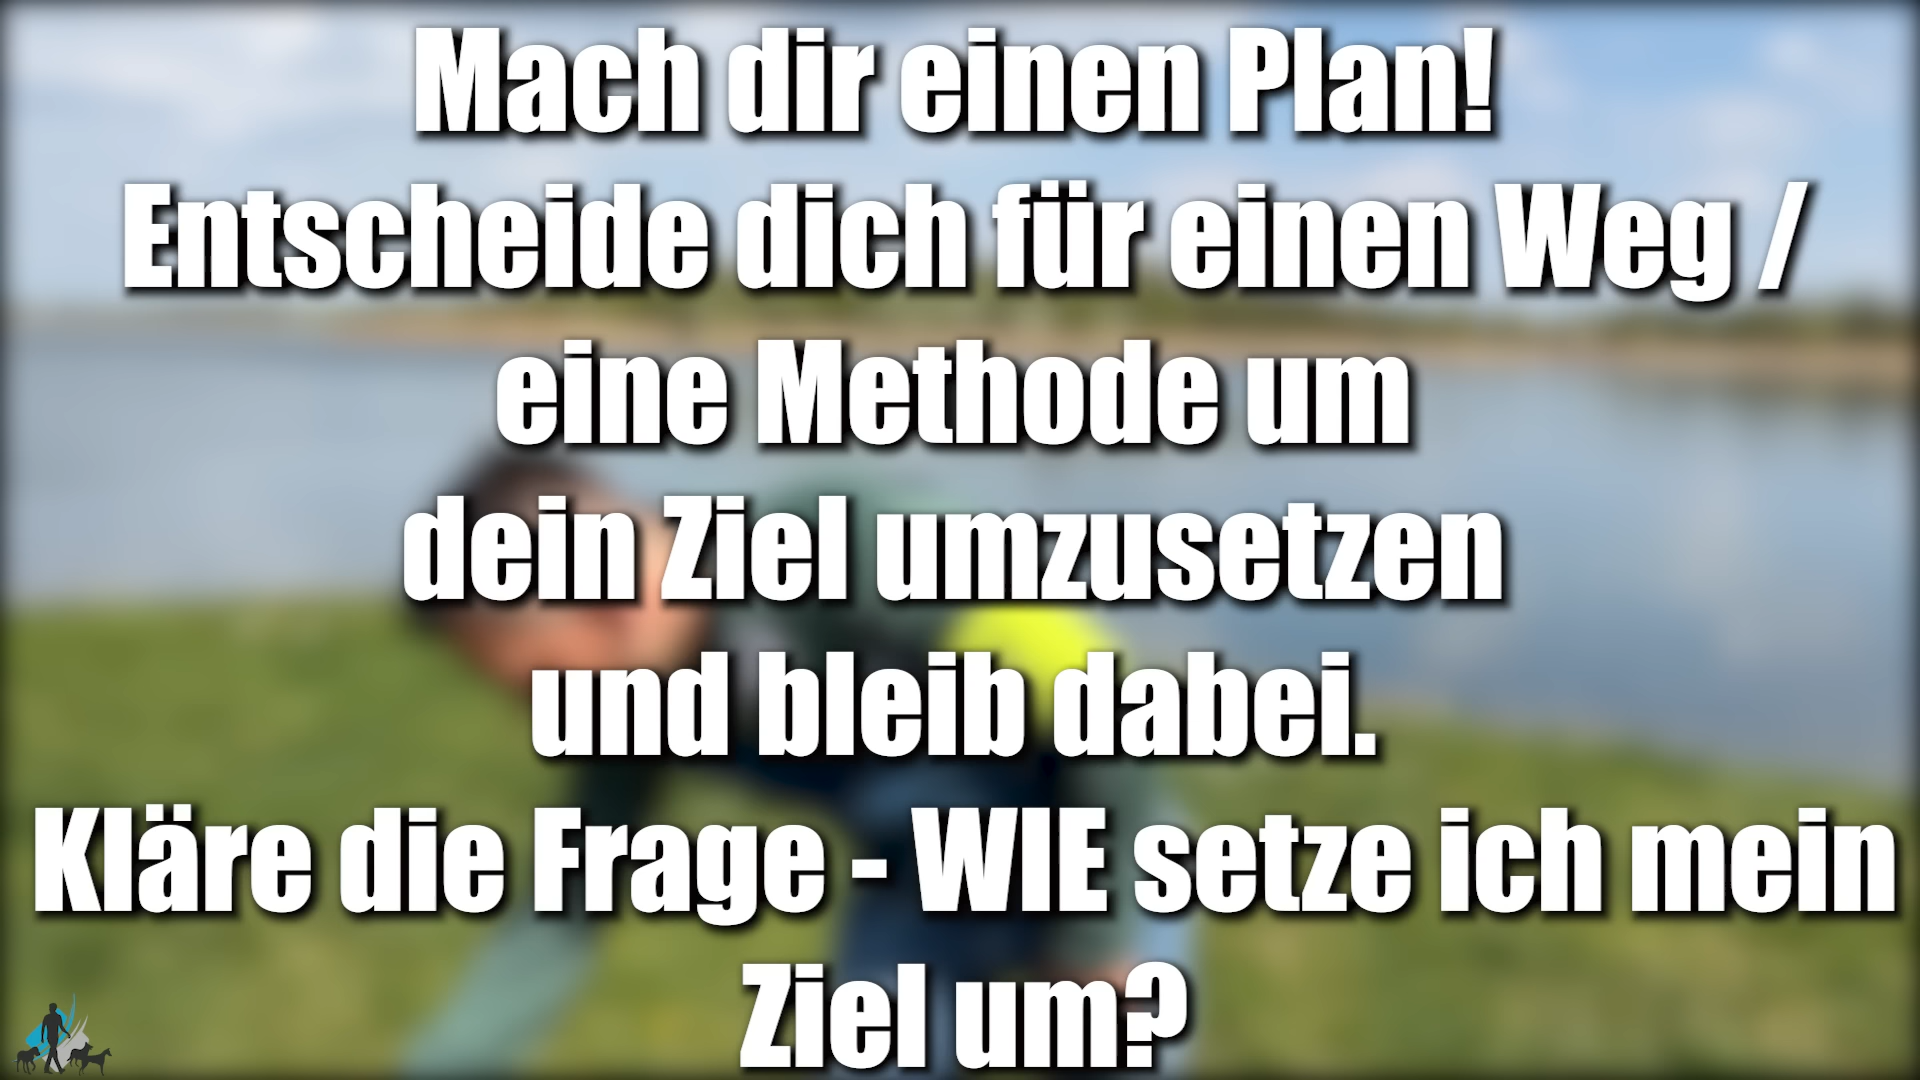 Mach dir einen Plan!
Entscheide dich für einen Weg /
eine Methode um
dein Ziel umzusetzen
und bleib dabei.
Kläre die Frage - WIE setze ich mein
Ziel um?